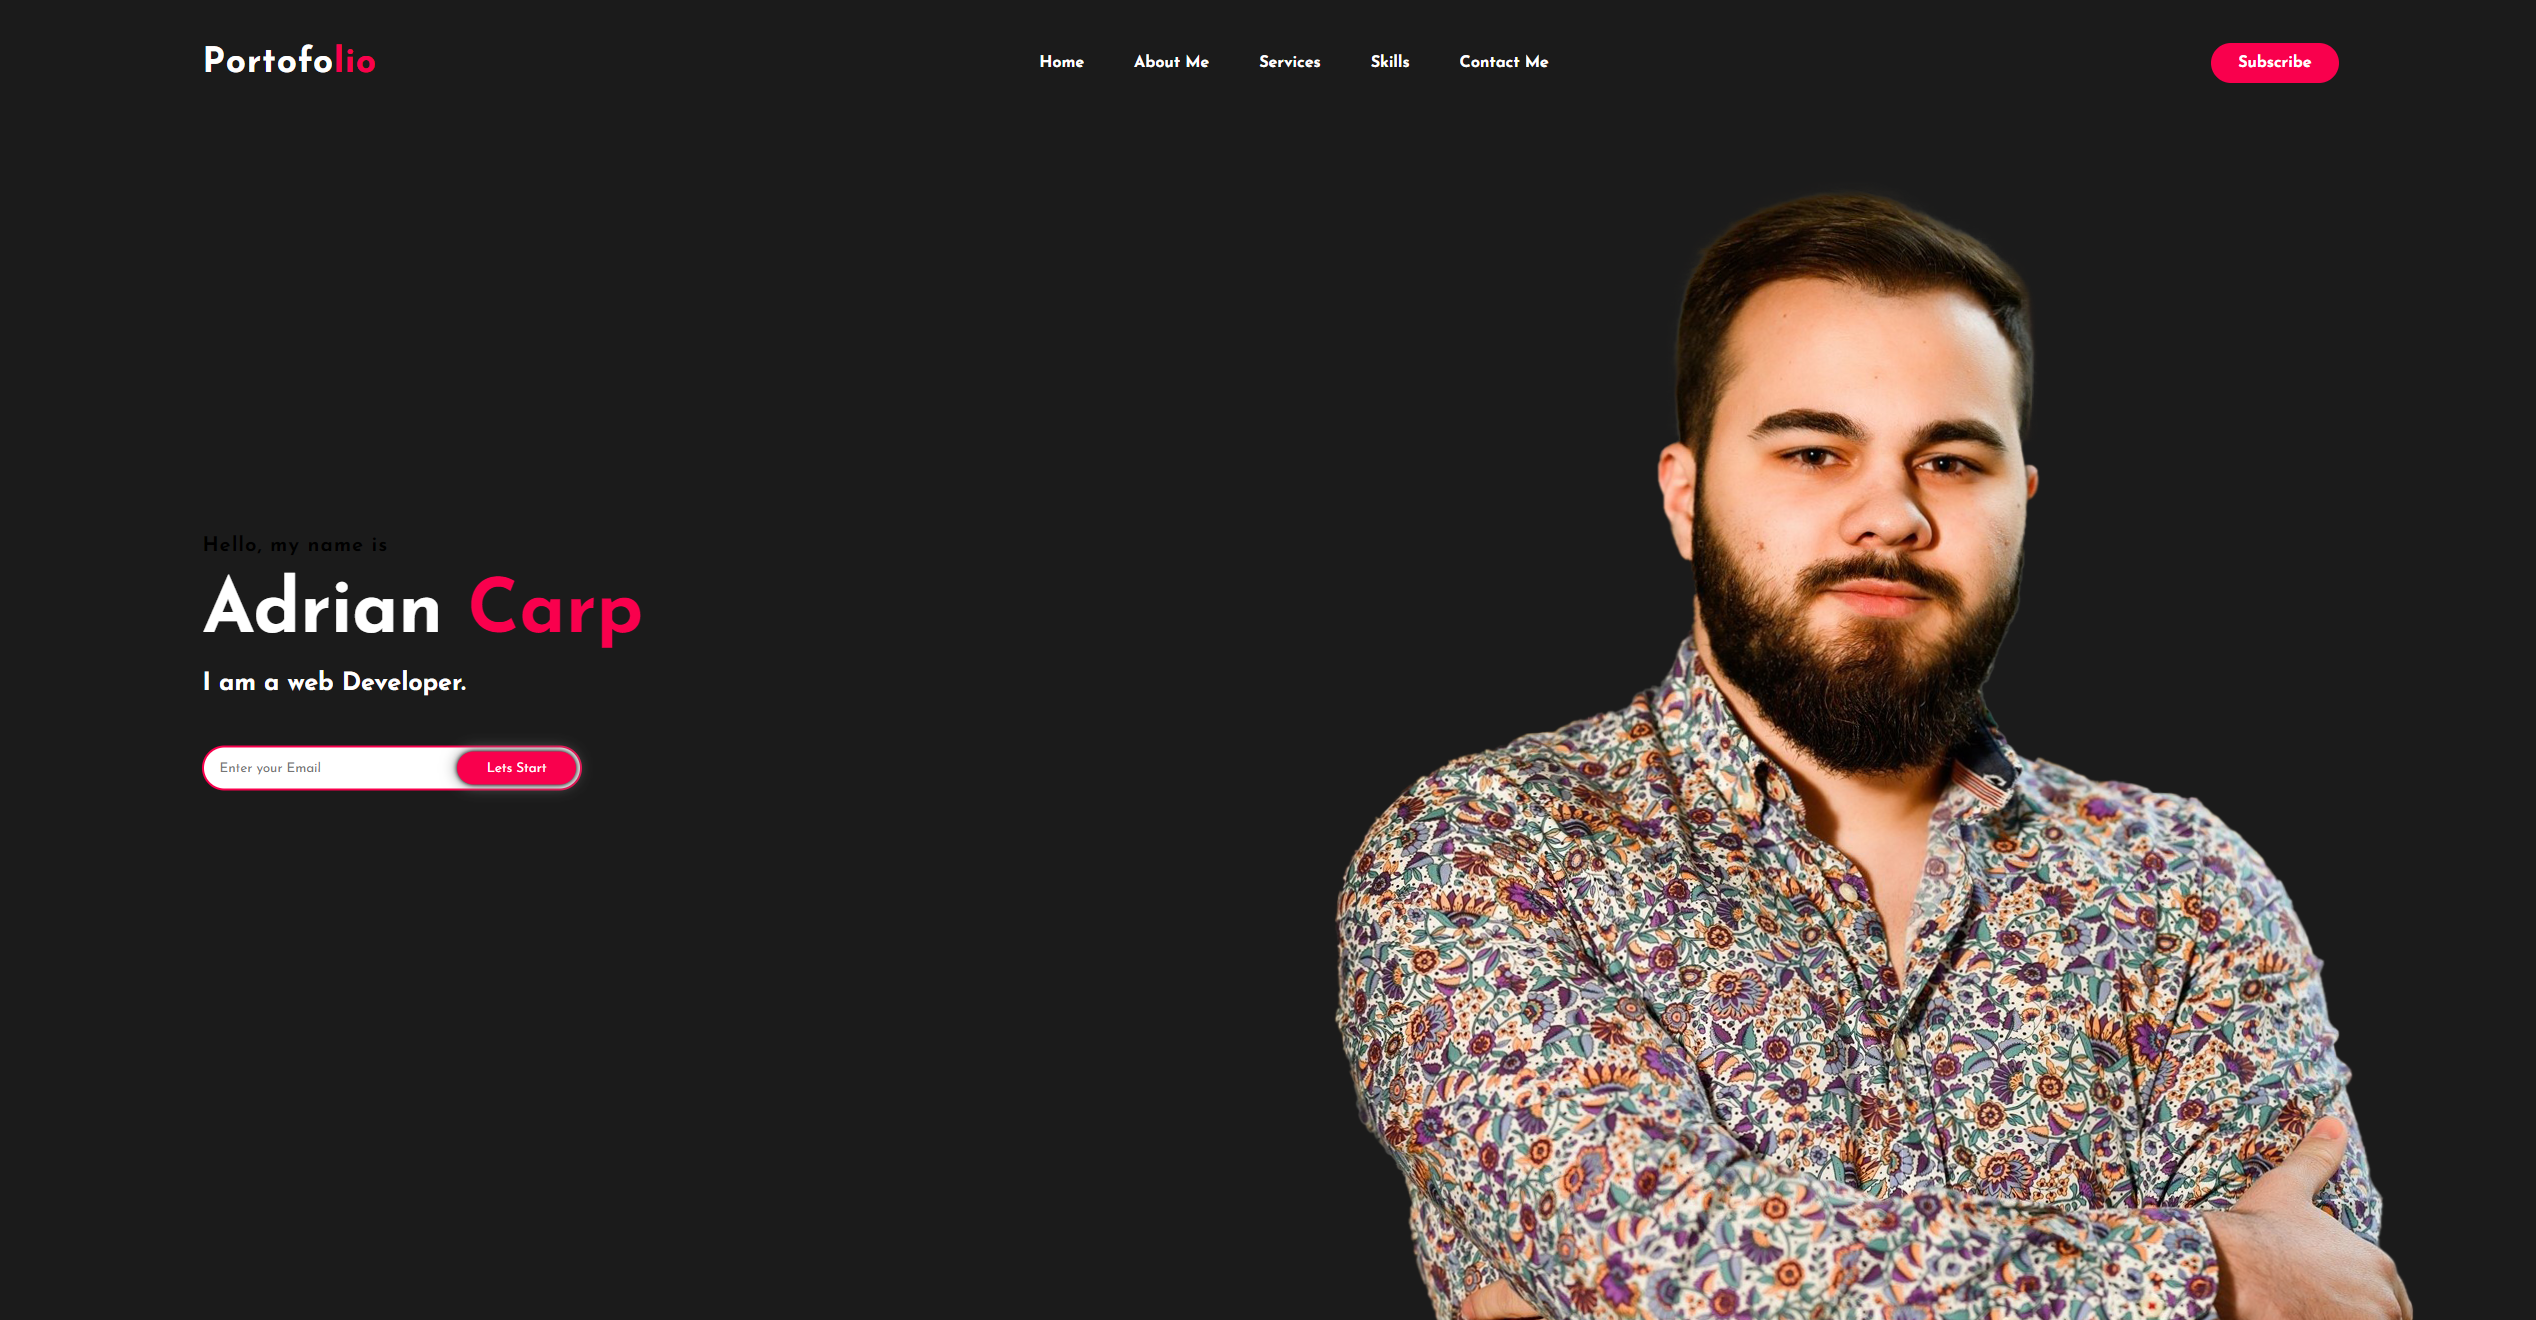 Portofolio
Home About Me Services Skills Contact Me
Subscribe
Hello, my name is
Adrian Carp
I am a web Developer.
Enter your Email
Lets Start